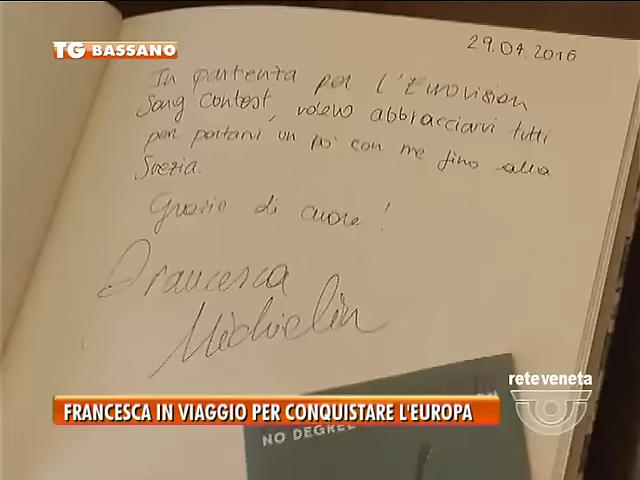 TG BASSANO
29.04.2016
In partenza per l'Eurovision
Song Contest, volevo abbracciarvi tutti
per portarvi un po' con me fino alla
Svezia.
Grazie di cuore!
Francesca
Michielin
reteveneta
FRANCESCA IN VIAGGIO PER CONQUISTARE L'EUROPA
NO DEGREE